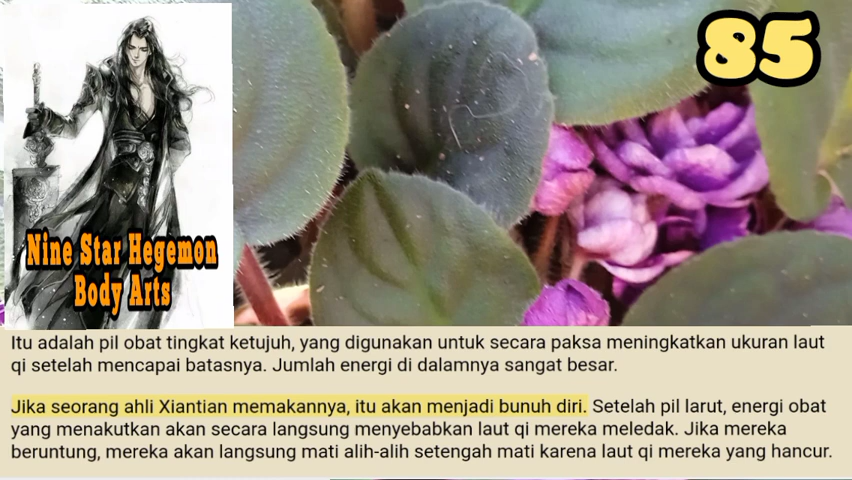 85
Nine Star Hegemon
Body Arts
Itu adalah pil obat tingkat ketujuh, yang digunakan untuk secara paksa meningkatkan ukuran laut
qi setelah mencapai batasnya. Jumlah energi di dalamnya sangat besar.
Jika seorang ahli Xiantian memakannya, itu akan menjadi bunuh diri. Setelah pil larut, energi obat
yang menakutkan akan secara langsung menyebabkan laut qi mereka meledak. Jika mereka
beruntung, mereka akan langsung mati alih-alih setengah mati karena laut qi mereka yang hancur.